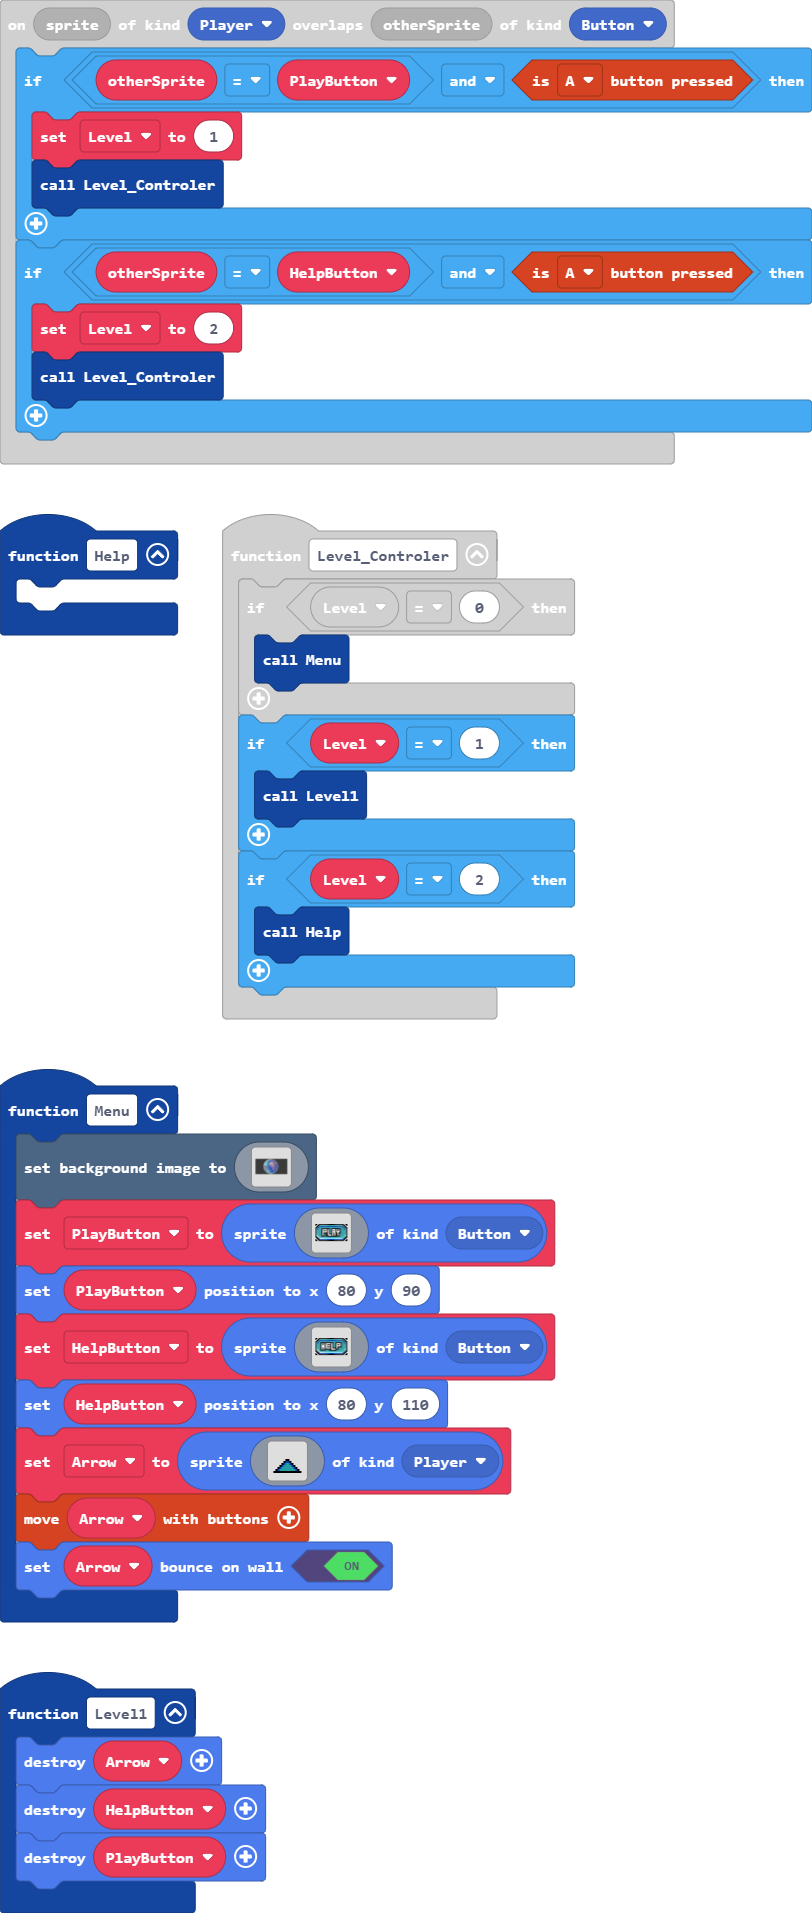 on sprite of kind Player overlaps otherSprite of kind Button
if otherSprite = PlayButton and is A button pressed then
set Level to 1
call Level_Controler
if otherSprite = HelpButton and is A button pressed then
set Level to 2
call Level_Controler
function Help
function Level_Controler
if Level = 0 then
call Menu
if Level = 1 then
call Level1
if Level = 2 then
call Help
function Menu
set background image to
set PlayButton to sprite PLAY of kind Button
set PlayButton position to x 80 y 90
set HelpButton to sprite HELP of kind Button
set HelpButton position to x 80 y 110
set Arrow to sprite of kind Player
move Arrow with buttons
set Arrow bounce on wall ON
function Level1
destroy Arrow
destroy HelpButton
destroy PlayButton